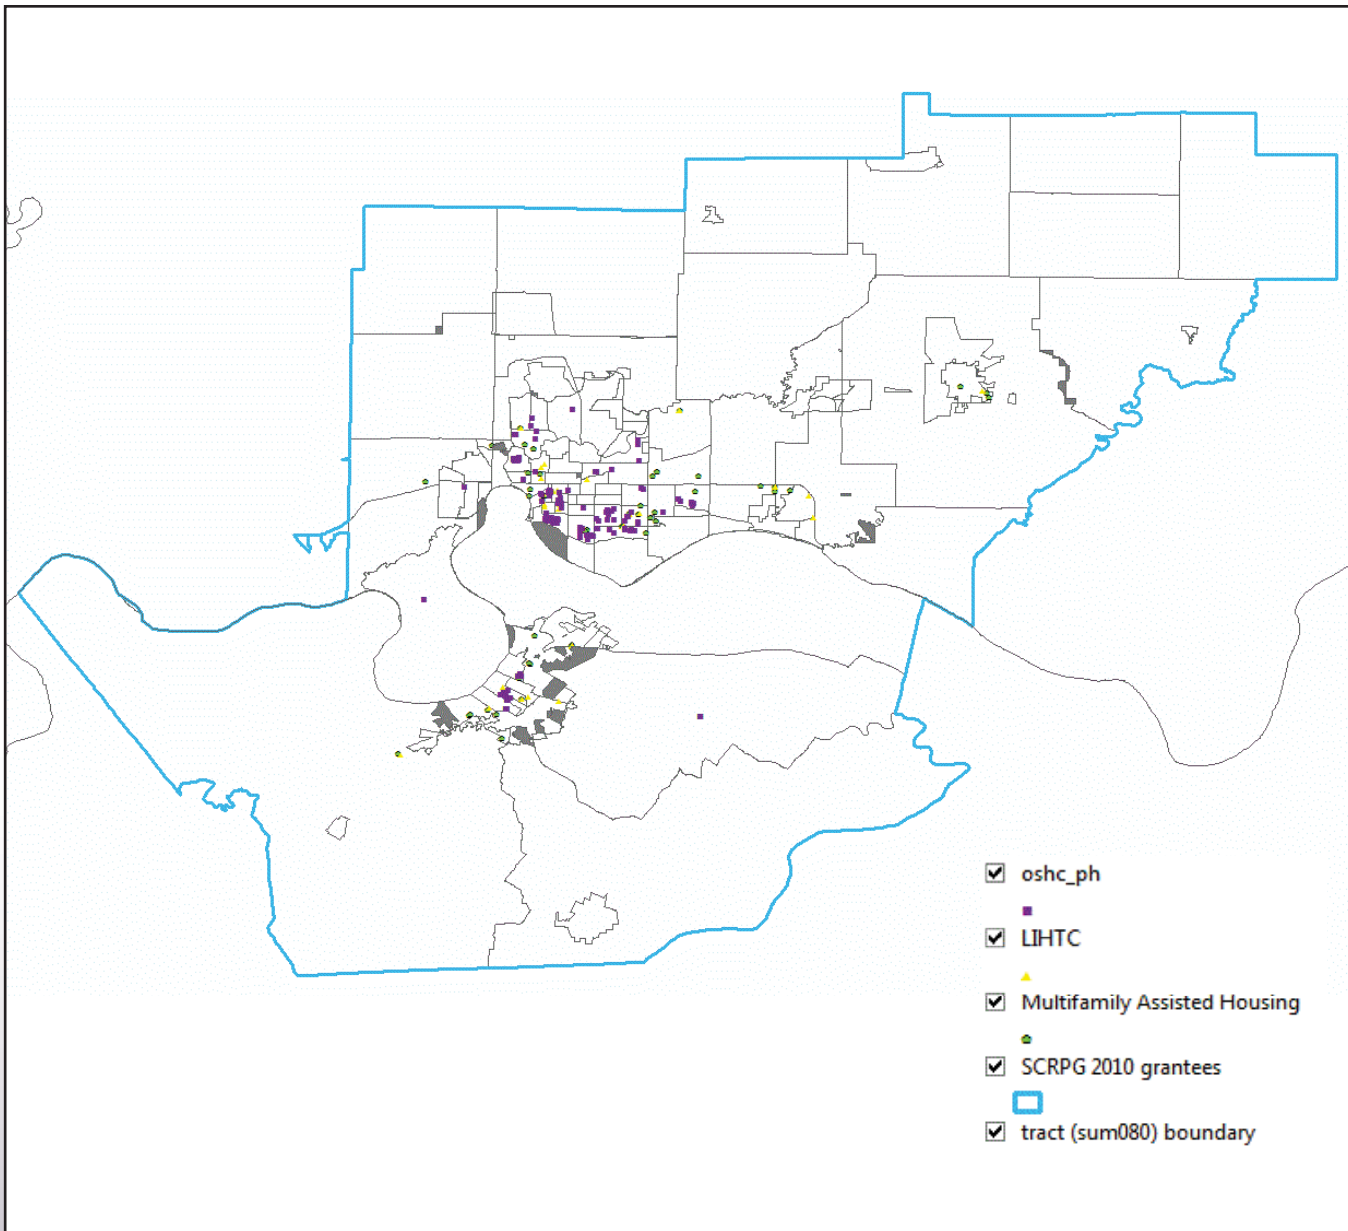 oshc_ph
LIHTC
Multifamily Assisted Housing
SCRPG 2010 grantees
tract (sum080) boundary